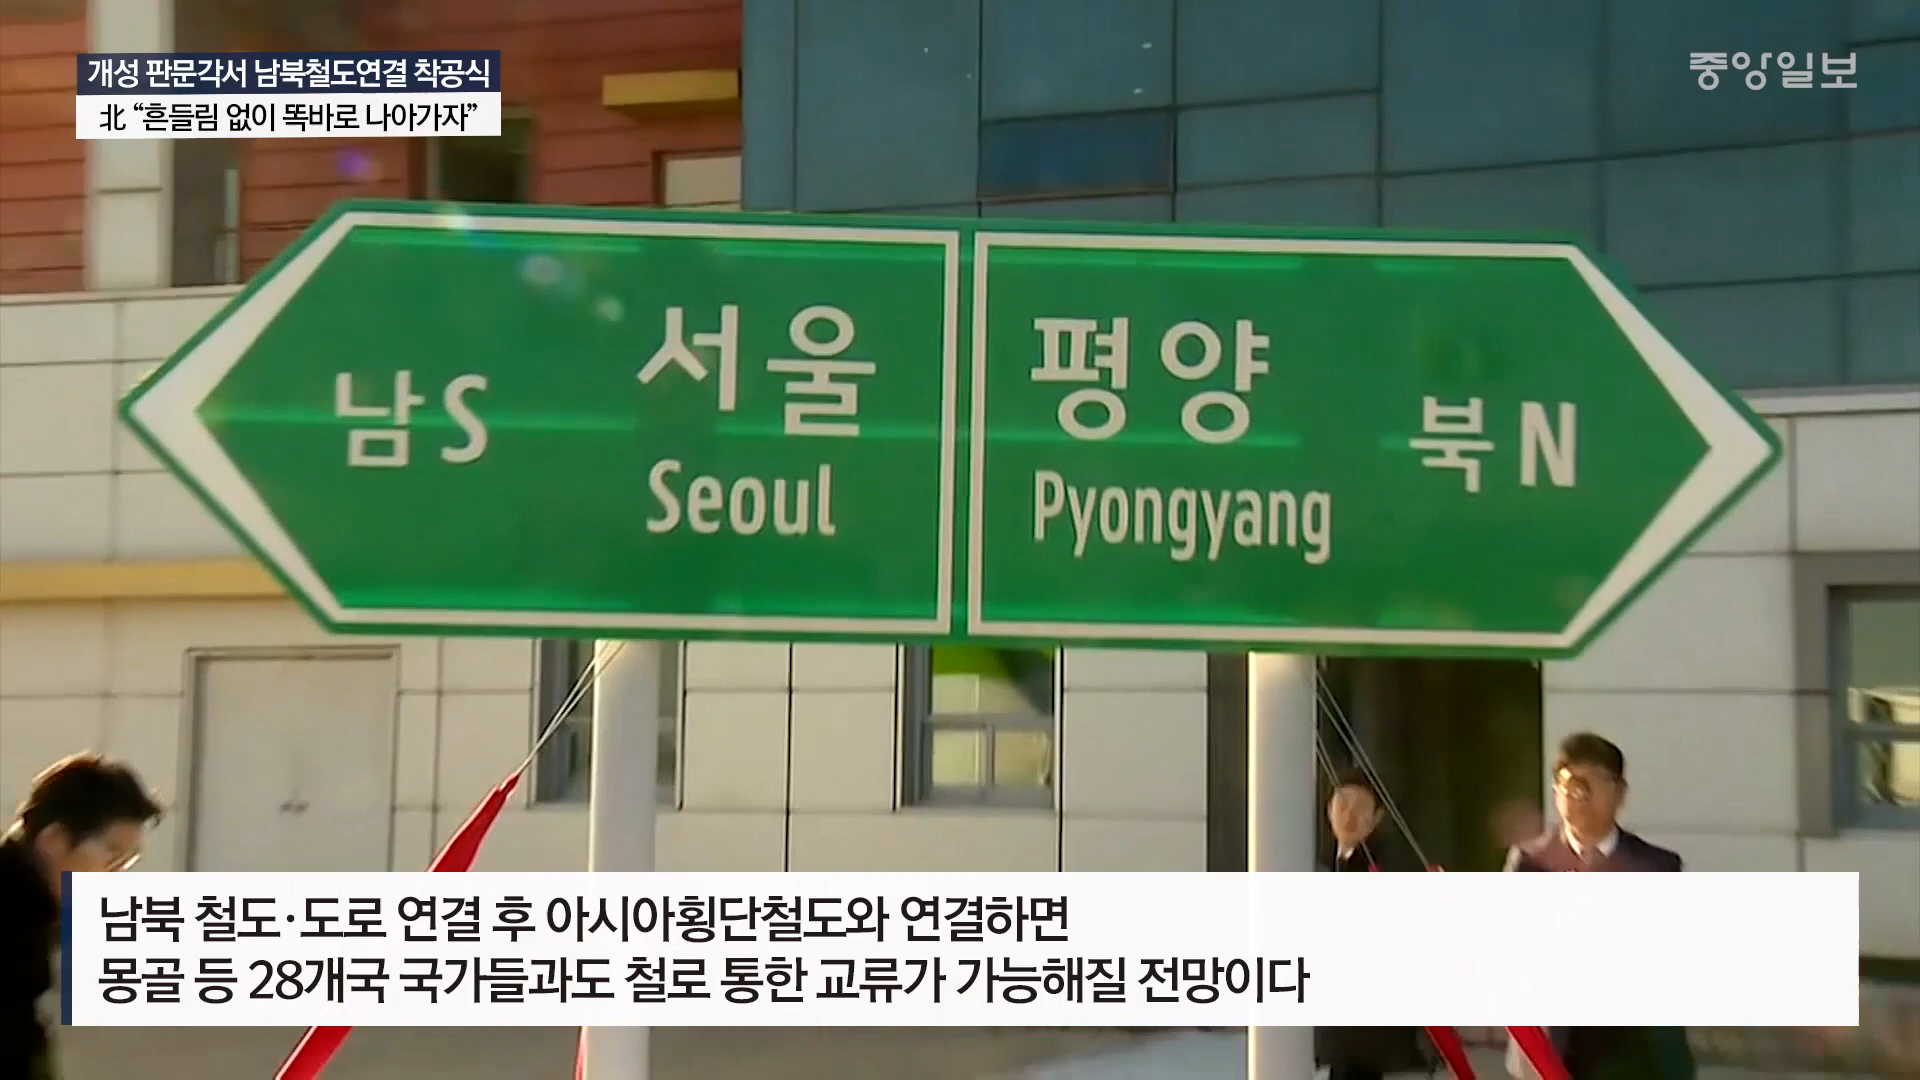 개성 판문각서 남북철도연결 착공식
北 “흔들림 없이 똑바로 나아가자”
중앙일보
남 S 서울
Seoul
평양 북 N
Pyongyang
남북 철도·도로 연결 후 아시아횡단철도와 연결하면
몽골 등 28개국 국가들과도 철로 통한 교류가 가능해질 전망이다